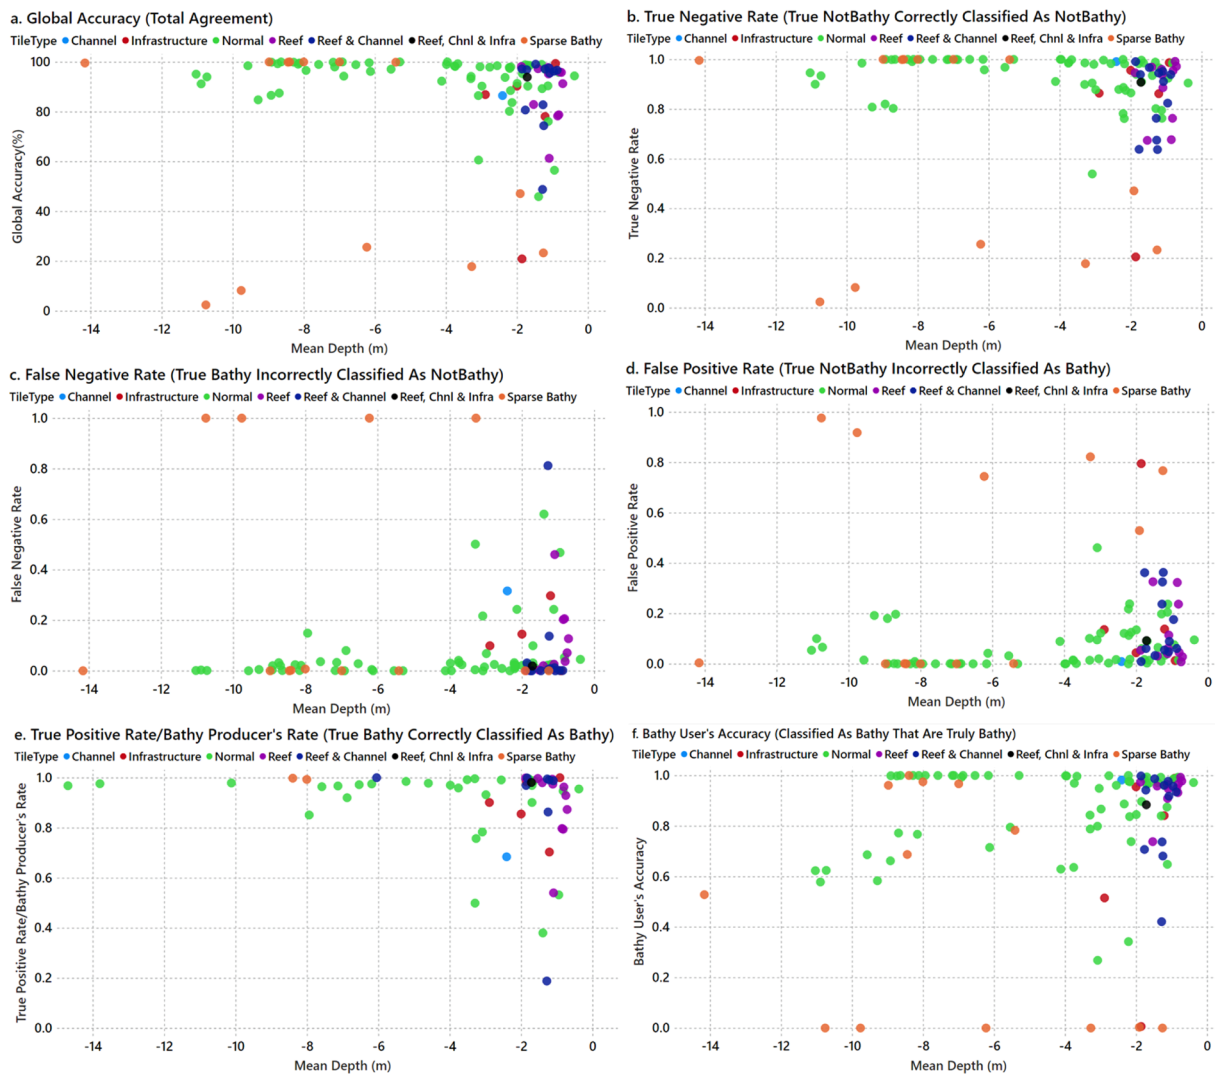 a. Global Accuracy (Total Agreement)
TileType Channel Infrastructure Normal Reef Reef & Channel Reef, Chnl & Infra Sparse Bathy
100
80
60
40
20
0
Global Accuracy(%)
-14 -12 -10 -8 -6 -4 -2 0
Mean Depth (m)
b. True Negative Rate (True NotBathy Correctly Classified As NotBathy)
TileType Channel Infrastructure Normal Reef Reef & Channel Reef, Chnl & Infra Sparse Bathy
1.0
0.8
0.6
0.4
0.2
0.0
True Negative Rate
-14 -12 -10 -8 -6 -4 -2 0
Mean Depth (m)
c. False Negative Rate (True Bathy Incorrectly Classified As NotBathy)
TileType Channel Infrastructure Normal Reef Reef & Channel Reef, Chnl & Infra Sparse Bathy
1.0
0.8
0.6
0.4
0.2
0.0
False Negative Rate
-14 -12 -10 -8 -6 -4 -2 0
Mean Depth (m)
d. False Positive Rate (True NotBathy Incorrectly Classified As Bathy)
TileType Channel Infrastructure Normal Reef Reef & Channel Reef, Chnl & Infra Sparse Bathy
1.0
0.8
0.6
0.4
0.2
0.0
False Positive Rate
-14 -12 -10 -8 -6 -4 -2 0
Mean Depth (m)
e. True Positive Rate/Bathy Producer's Rate (True Bathy Correctly Classified As Bathy)
TileType Channel Infrastructure Normal Reef Reef & Channel Reef, Chnl & Infra Sparse Bathy
1.0
0.8
0.6
0.4
0.2
0.0
True Positive Rate/Bathy Producer's Rate
-14 -12 -10 -8 -6 -4 -2 0
Mean Depth (m)
f. Bathy User's Accuracy (Classified As Bathy That Are Truly Bathy)
TileType Channel Infrastructure Normal Reef Reef & Channel Reef, Chnl & Infra Sparse Bathy
1.0
0.8
0.6
0.4
0.2
0.0
Bathy User's Accuracy
-14 -12 -10 -8 -6 -4 -2 0
Mean Depth (m)